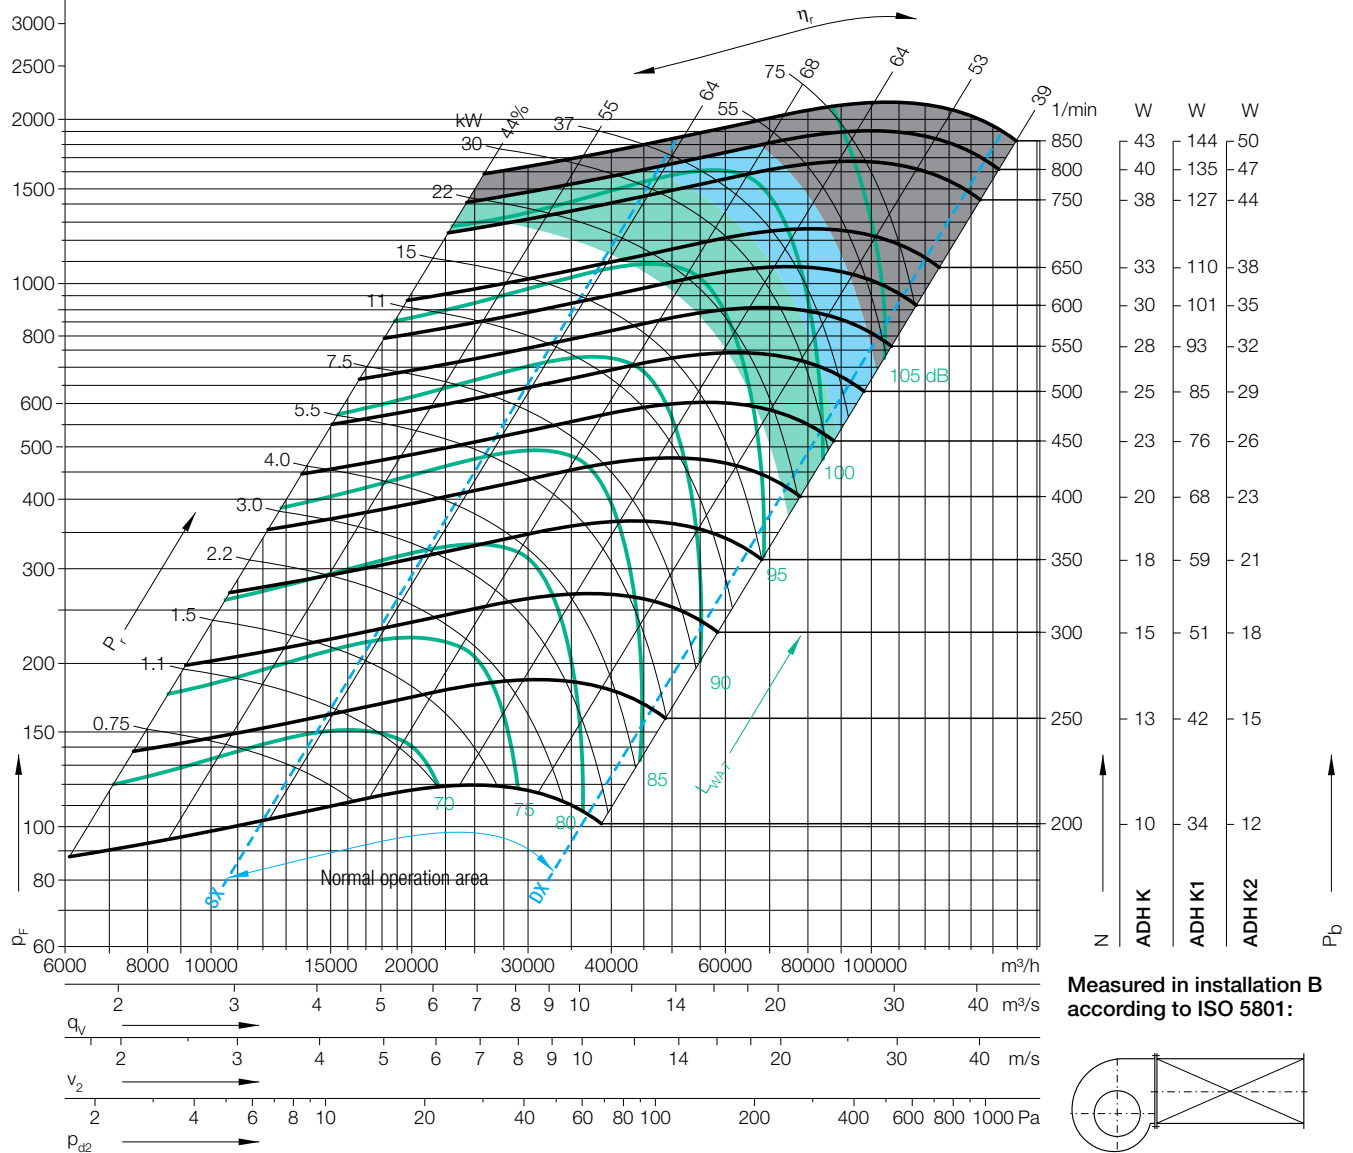 3000
2500
2000
1500
1000
800
600
500
400
300
200
150
100
80
60
p_F
η_r
44%
55
64
75
68
64
53
39
kW
30
37
55
22
15
11
7.5
5.5
4.0
3.0
2.2
1.5
1.1
0.75
P_r
105 dB
100
95
90
85
80
75
70
L_WA7
SX
DX
Normal operation area
1/min W W W
850 43 144 50
800 40 135 47
750 38 127 44
650 33 110 38
600 30 101 35
550 28 93 32
500 25 85 29
450 23 76 26
400 20 68 23
350 18 59 21
300 15 51 18
250 13 42 15
200 10 34 12
N ADH K ADH K1 ADH K2 P_b
6000 8000 10000 15000 20000 30000 40000 60000 80000 100000 m³/h
2 3 4 5 6 7 8 9 10 14 20 30 40 m³/s
q_V
2 3 4 5 6 7 8 9 10 14 20 30 40 m/s
v_2
2 4 6 8 10 20 40 60 80 100 200 400 600 800 1000 Pa
p_d2
Measured in installation B
according to ISO 5801: